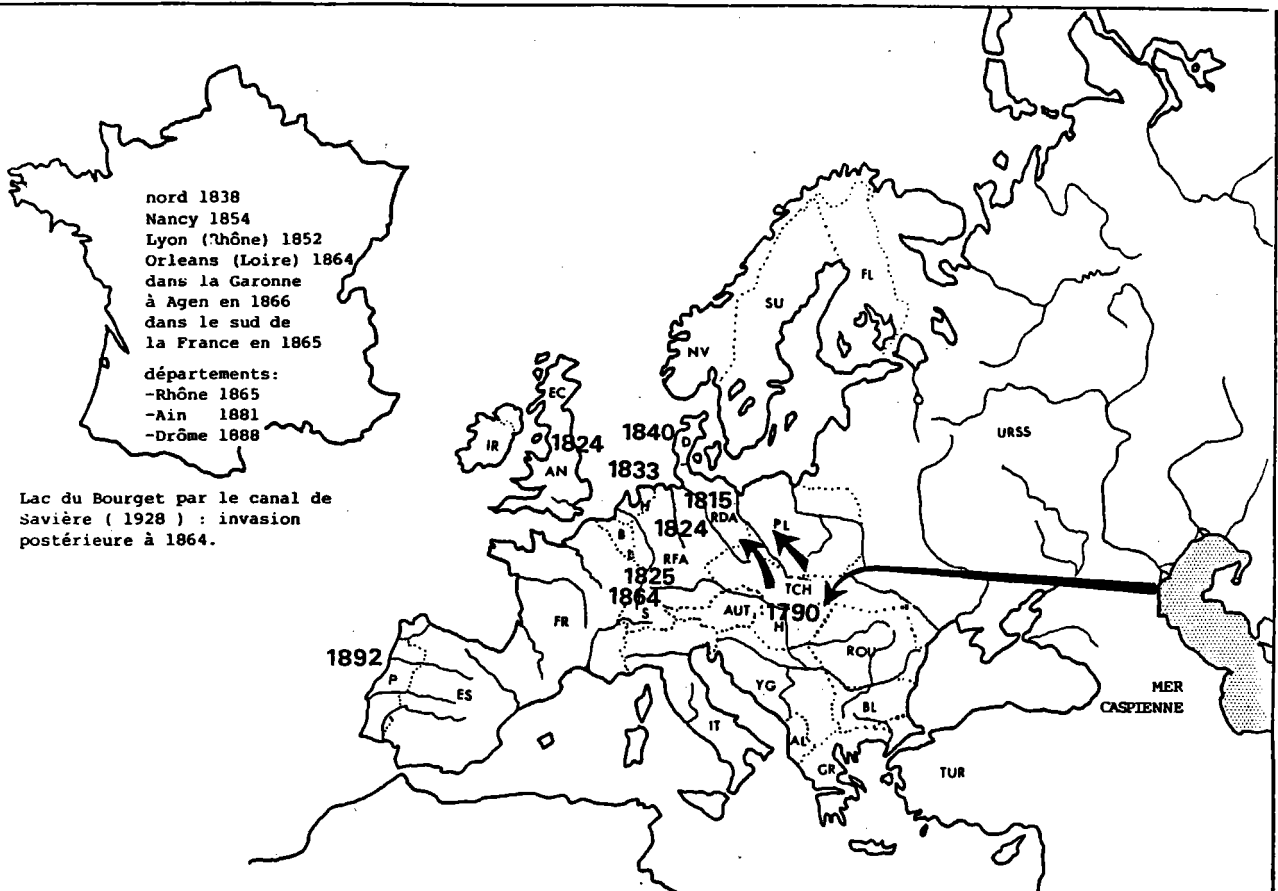 nord 1838
Nancy 1854
Lyon (Rhône) 1852
Orleans (Loire) 1864
dans la Garonne
à Agen en 1866
dans le sud de
la France en 1865
départements:
-Rhône 1865
-Ain 1881
-Drôme 1888
Lac du Bourget par le canal de
Savière ( 1928 ) : invasion
postérieure à 1864.
FL
SU
NV
EC
IR
1824
AN
1840
D
URSS
1833
H
1815
RDA
PL
1824
B
RFA
1825
TCH
1864
AUT
1790
S
H
FR
ROU
1892
P
ES
YG
MER
CASPIENNE
BL
IT
AL
GR
TUR